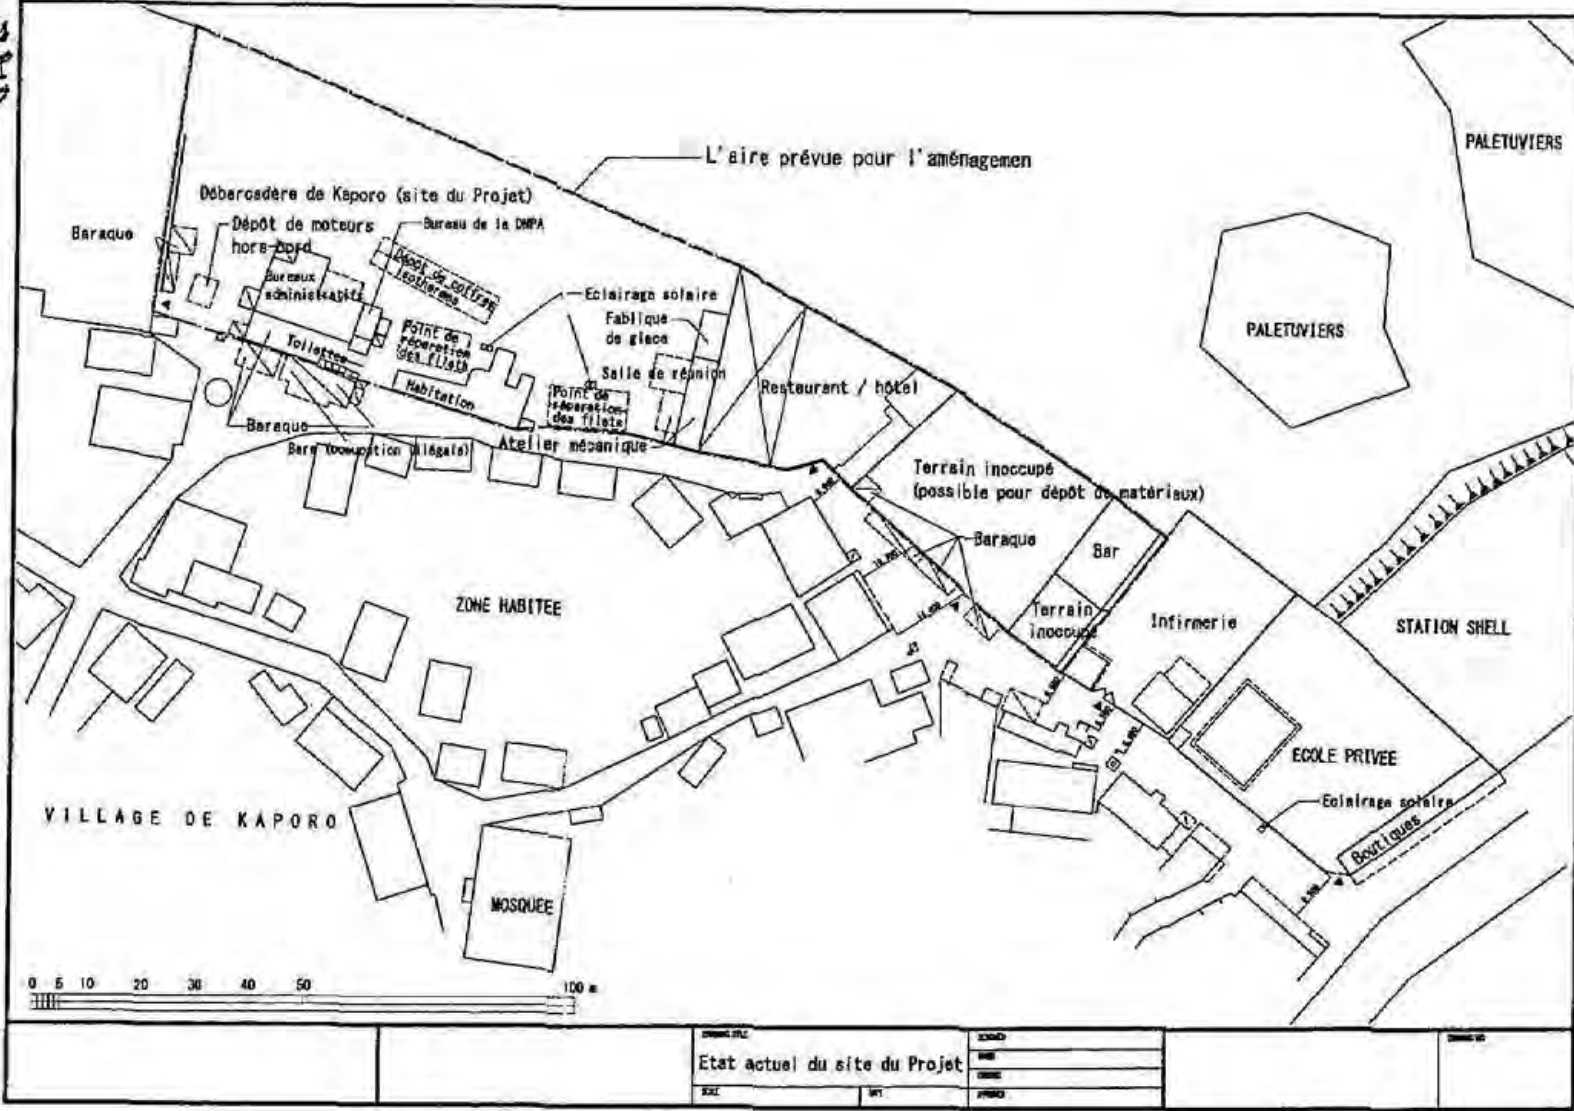 PALETUVIERS
L'aire prévue pour l'aménagemen
Débarcadère de Kaporo (site du Projet)
Baraque
Dépôt de moteurs
hors-bord
Bureau de la DNPA
Dépôt de coffres
isothermes
Bureaux
administratifs
Eclairage solaire
Fablique
de glace
PALETUVIERS
Point de
réparation
des filets
Toilettes
Salle de réunion
Restaurant / hôtel
Habitation
Point de
réparation
des filets
Baraque
Bars (occupation illégale)
Atelier mécanique
Terrain inoccupé
(possible pour dépôt de matériaux)
Baraque
Bar
ZONE HABITEE
Terrain
inoccupé
Infirmerie
STATION SHELL
ECOLE PRIVEE
Eclairage solaire
VILLAGE DE KAPORO
Boutiques
MOSQUEE
0 5 10 20 30 40 50 100 m
Etat actuel du site du Projet